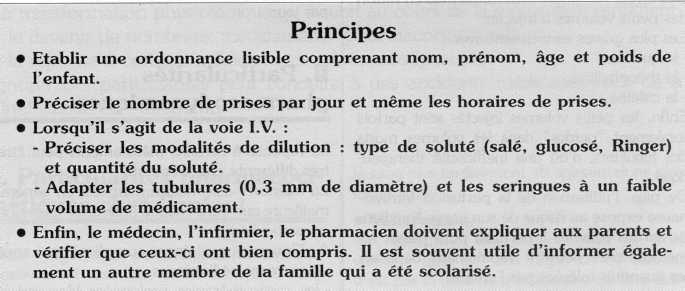 Principes
• Etablir une ordonnance lisible comprenant nom, prénom, âge et poids de
l'enfant.
• Préciser le nombre de prises par jour et même les horaires de prises.
• Lorsqu'il s'agit de la voie I.V. :
- Préciser les modalités de dilution : type de soluté (salé, glucosé, Ringer)
et quantité du soluté.
- Adapter les tubulures (0,3 mm de diamètre) et les seringues à un faible
volume de médicament.
• Enfin, le médecin, l'infirmier, le pharmacien doivent expliquer aux parents et
vérifier que ceux-ci ont bien compris. Il est souvent utile d'informer égale-
ment un autre membre de la famille qui a été scolarisé.